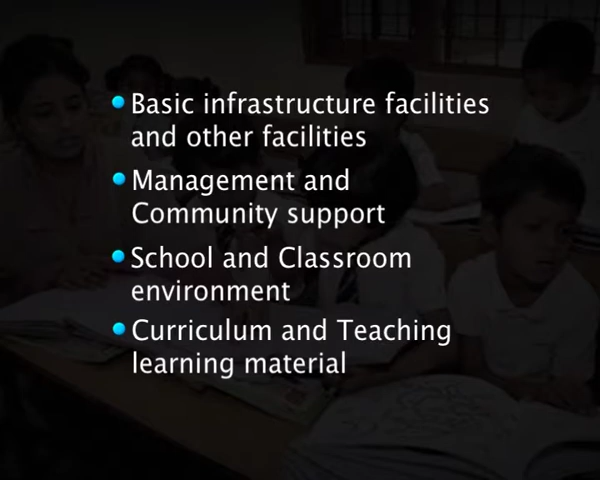 Basic infrastructure facilities
and other facilities
Management and
Community support
School and Classroom
environment
Curriculum and Teaching
learning material